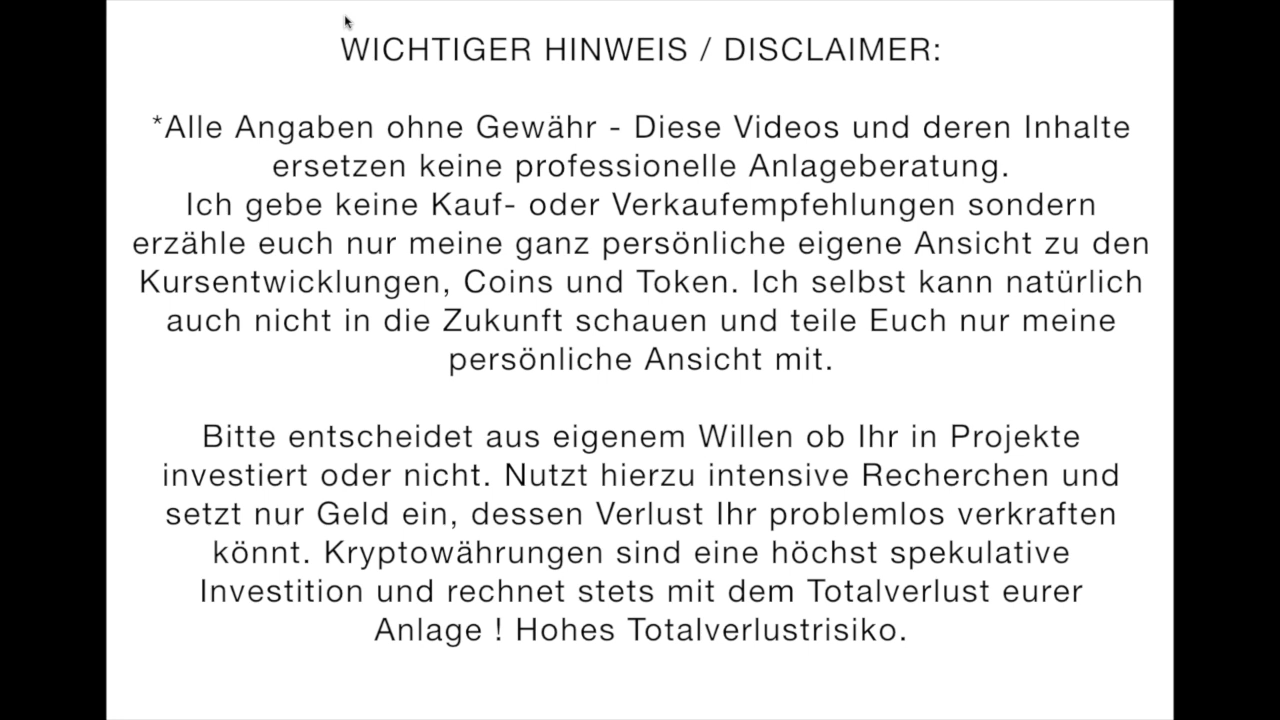 WICHTIGER HINWEIS / DISCLAIMER:
*Alle Angaben ohne Gewähr - Diese Videos und deren Inhalte
ersetzen keine professionelle Anlageberatung.
Ich gebe keine Kauf- oder Verkaufempfehlungen sondern
erzähle euch nur meine ganz persönliche eigene Ansicht zu den
Kursentwicklungen, Coins und Token. Ich selbst kann natürlich
auch nicht in die Zukunft schauen und teile Euch nur meine
persönliche Ansicht mit.
Bitte entscheidet aus eigenem Willen ob Ihr in Projekte
investiert oder nicht. Nutzt hierzu intensive Recherchen und
setzt nur Geld ein, dessen Verlust Ihr problemlos verkraften
könnt. Kryptowährungen sind eine höchst spekulative
Investition und rechnet stets mit dem Totalverlust eurer
Anlage ! Hohes Totalverlustrisiko.